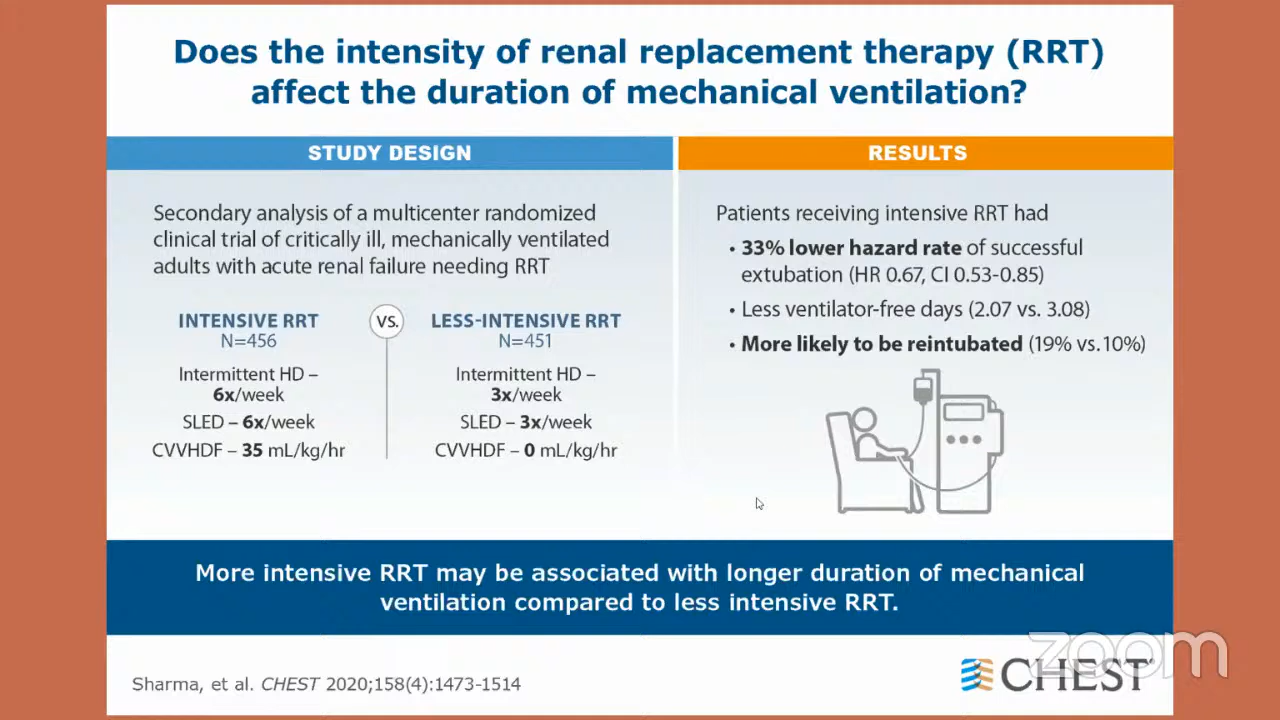 Does the intensity of renal replacement therapy (RRT)
affect the duration of mechanical ventilation?
STUDY DESIGN
Secondary analysis of a multicenter randomized
clinical trial of critically ill, mechanically ventilated
adults with acute renal failure needing RRT
INTENSIVE RRT
N=456
Intermittent HD –
6x/week
SLED – 6x/week
CVVHDF – 35 mL/kg/hr
VS.
LESS-INTENSIVE RRT
N=451
Intermittent HD –
3x/week
SLED – 3x/week
CVVHDF – 0 mL/kg/hr
RESULTS
Patients receiving intensive RRT had
• 33% lower hazard rate of successful
extubation (HR 0.67, CI 0.53-0.85)
• Less ventilator-free days (2.07 vs. 3.08)
• More likely to be reintubated (19% vs.10%)
More intensive RRT may be associated with longer duration of mechanical
ventilation compared to less intensive RRT.
Sharma, et al. CHEST 2020;158(4):1473-1514
CHEST
zoom